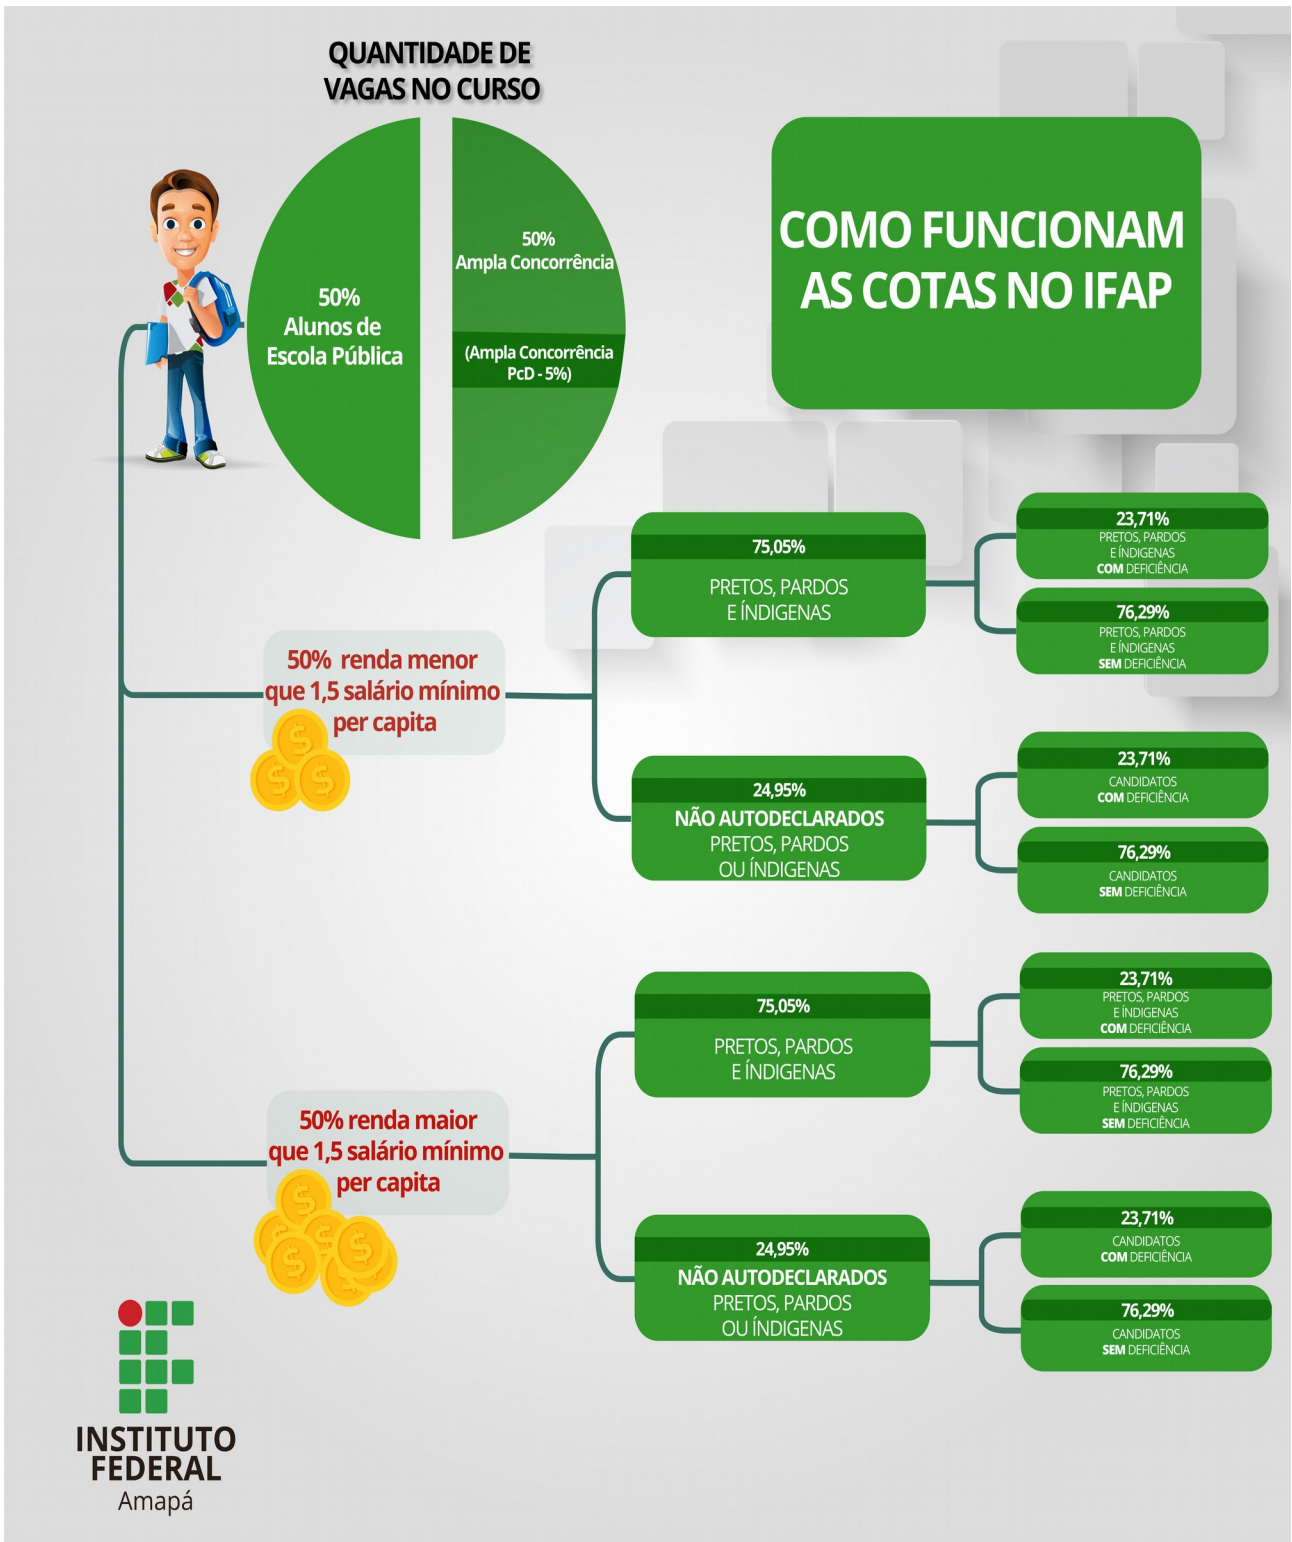 QUANTIDADE DE
VAGAS NO CURSO
50%
Alunos de
Escola Pública
50%
Ampla Concorrência
(Ampla Concorrência
PcD - 5%)
COMO FUNCIONAM
AS COTAS NO IFAP
50% renda menor
que 1,5 salário mínimo
per capita
75,05%
PRETOS, PARDOS
E ÍNDIGENAS
23,71%
PRETOS, PARDOS
E ÍNDIGENAS
COM DEFICIÊNCIA
76,29%
PRETOS, PARDOS
E ÍNDIGENAS
SEM DEFICIÊNCIA
24,95%
NÃO AUTODECLARADOS
PRETOS, PARDOS
OU ÍNDIGENAS
23,71%
CANDIDATOS
COM DEFICIÊNCIA
76,29%
CANDIDATOS
SEM DEFICIÊNCIA
50% renda maior
que 1,5 salário mínimo
per capita
75,05%
PRETOS, PARDOS
E ÍNDIGENAS
23,71%
PRETOS, PARDOS
E ÍNDIGENAS
COM DEFICIÊNCIA
76,29%
PRETOS, PARDOS
E ÍNDIGENAS
SEM DEFICIÊNCIA
24,95%
NÃO AUTODECLARADOS
PRETOS, PARDOS
OU ÍNDIGENAS
23,71%
CANDIDATOS
COM DEFICIÊNCIA
76,29%
CANDIDATOS
SEM DEFICIÊNCIA
INSTITUTO
FEDERAL
Amapá